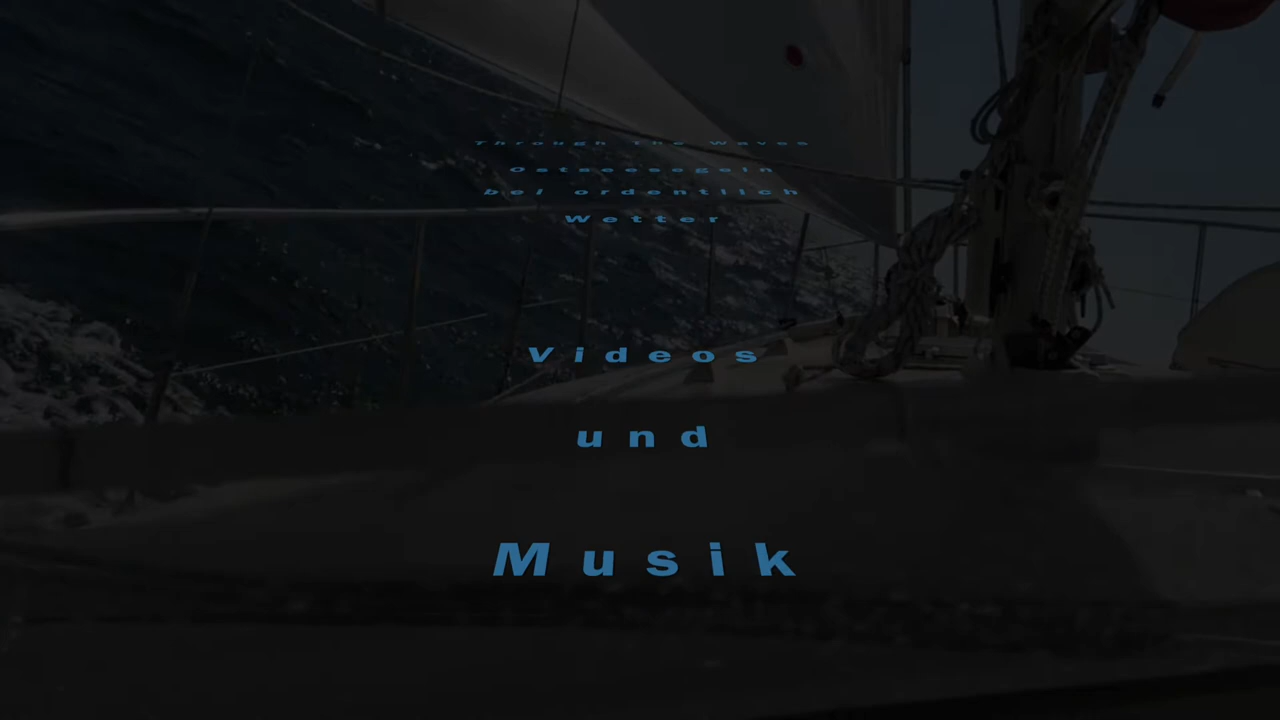 Through The Waves
Ostseesegeln
bei ordentlich
Wetter
Videos
und
Musik